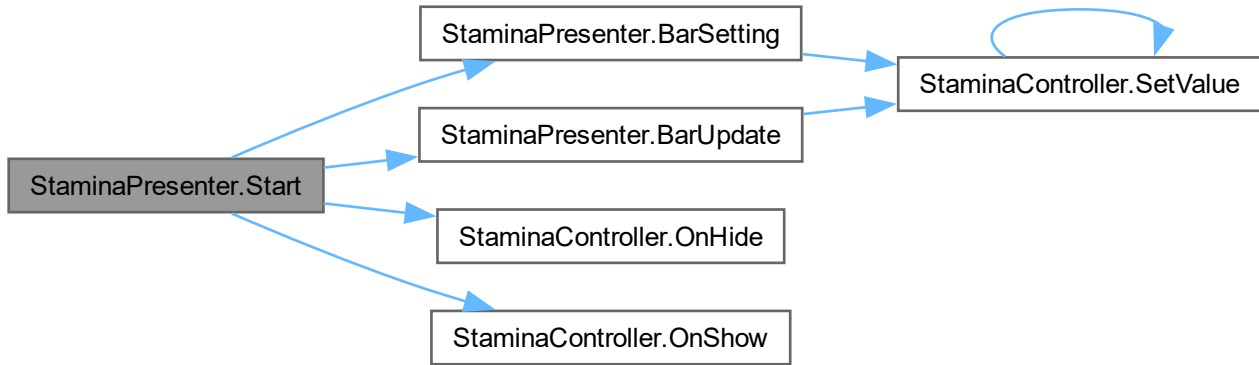 StaminaPresenter.BarSetting
StaminaController.SetValue
StaminaPresenter.BarUpdate
StaminaPresenter.Start
StaminaController.OnHide
StaminaController.OnShow